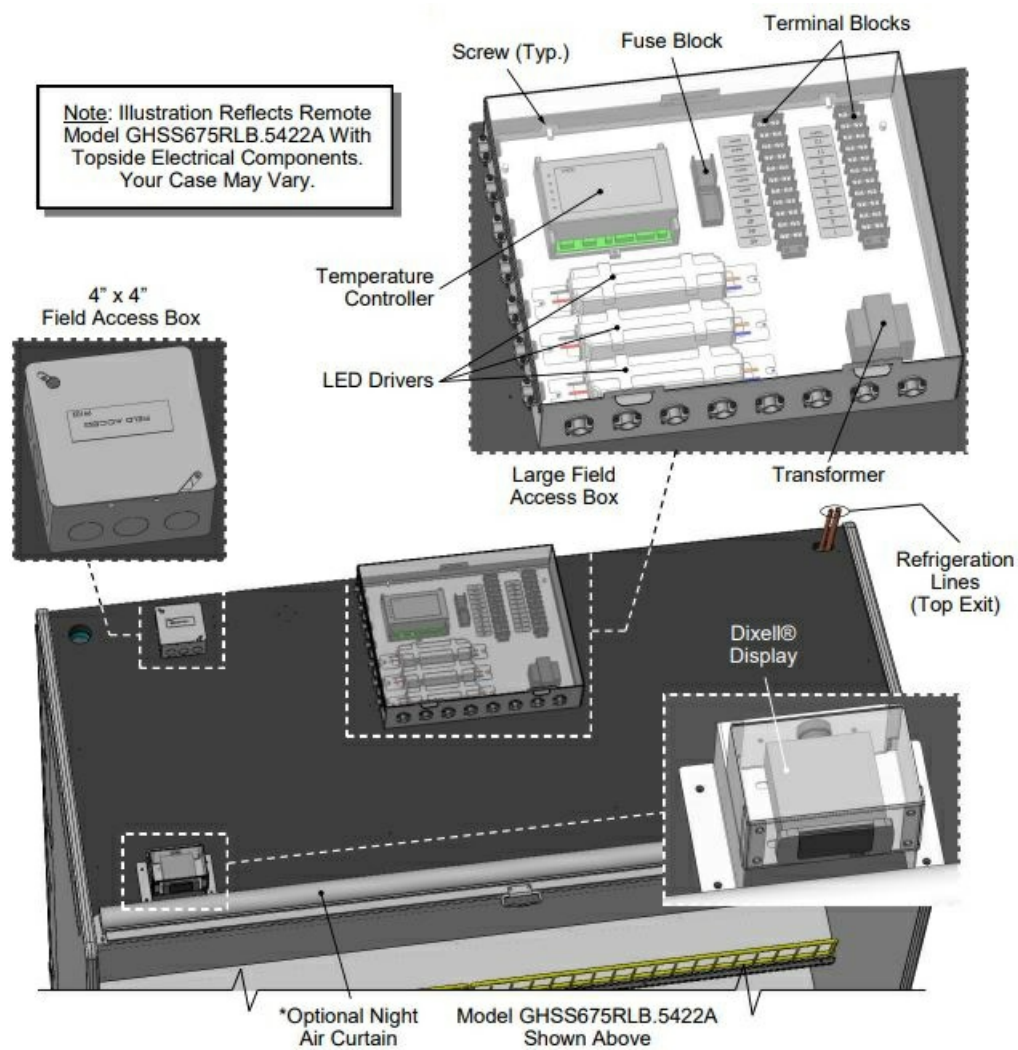 Note: Illustration Reflects Remote
Model GHSS675RLB.5422A With
Topside Electrical Components.
Your Case May Vary.
Screw (Typ.)
Fuse Block
Terminal Blocks
Temperature
Controller
LED Drivers
4” x 4”
Field Access Box
FIELD ACCESS
Large Field
Access Box
Transformer
Refrigeration
Lines
(Top Exit)
Dixell®
Display
*Optional Night
Air Curtain
Model GHSS675RLB.5422A
Shown Above